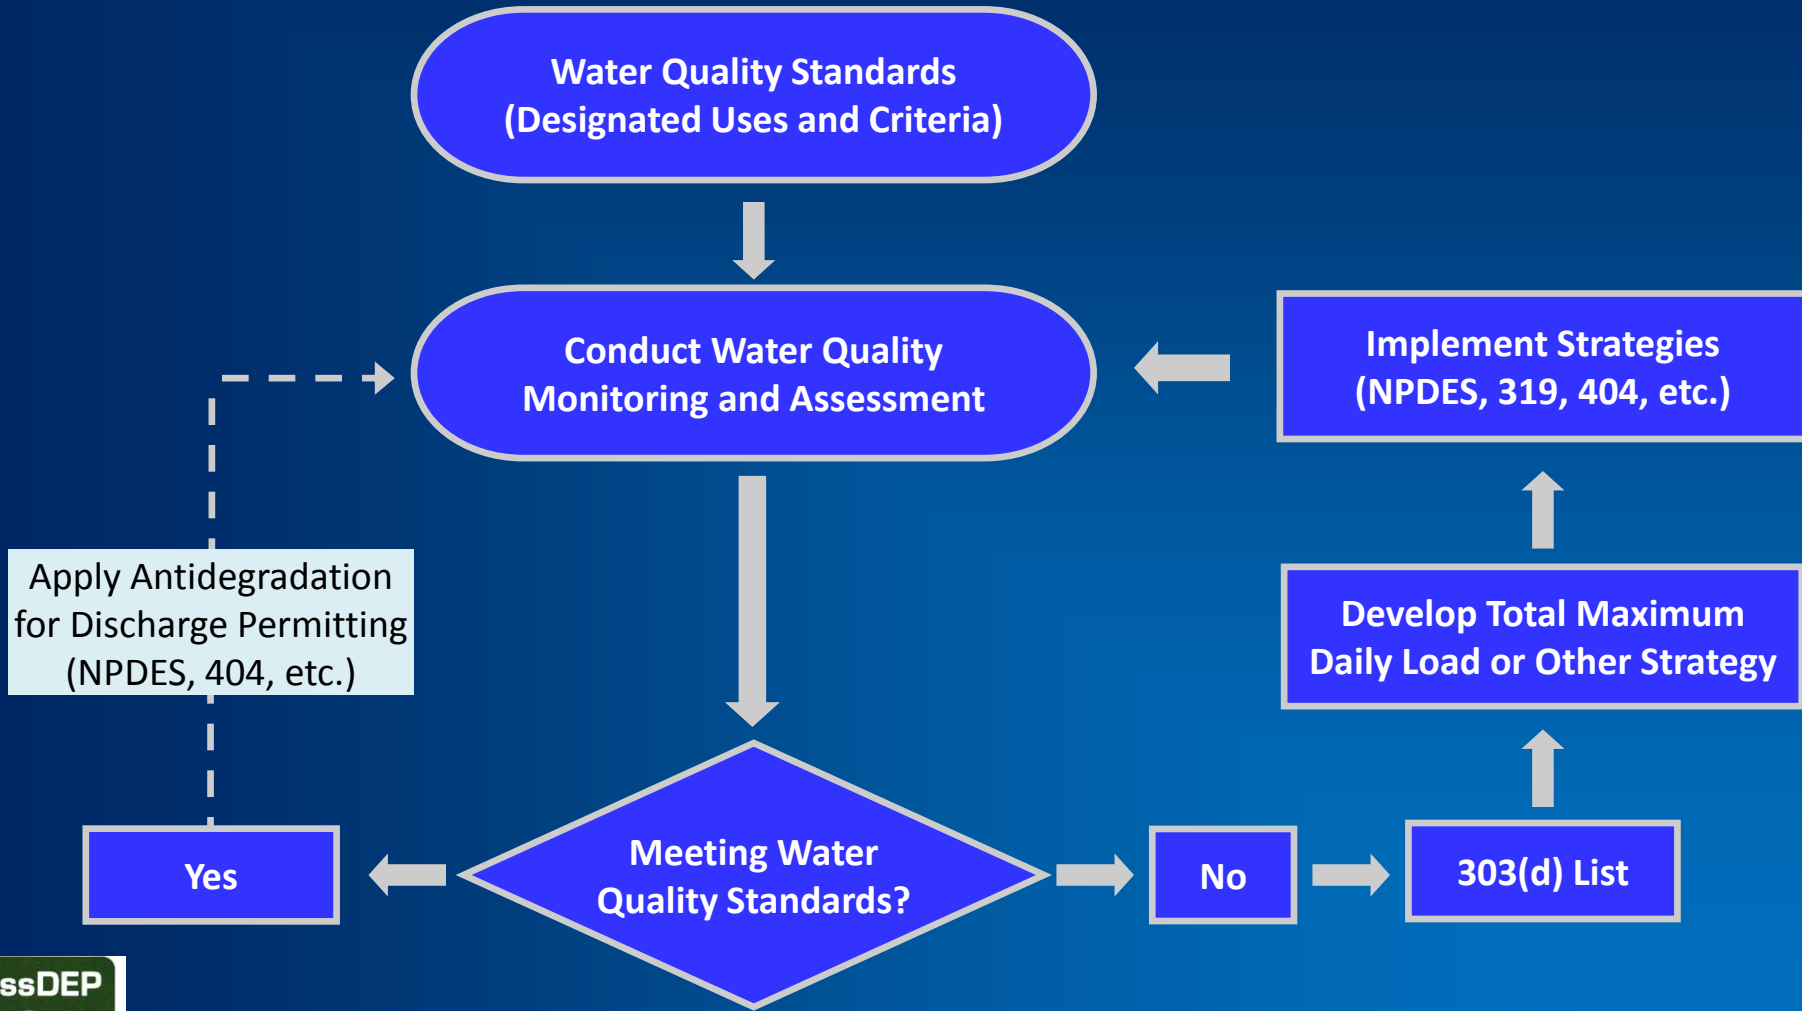 Water Quality Standards
(Designated Uses and Criteria)
Conduct Water Quality
Monitoring and Assessment
Implement Strategies
(NPDES, 319, 404, etc.)
Apply Antidegradation
for Discharge Permitting
(NPDES, 404, etc.)
Develop Total Maximum
Daily Load or Other Strategy
Meeting Water
Quality Standards?
Yes
No
303(d) List
ssDEP